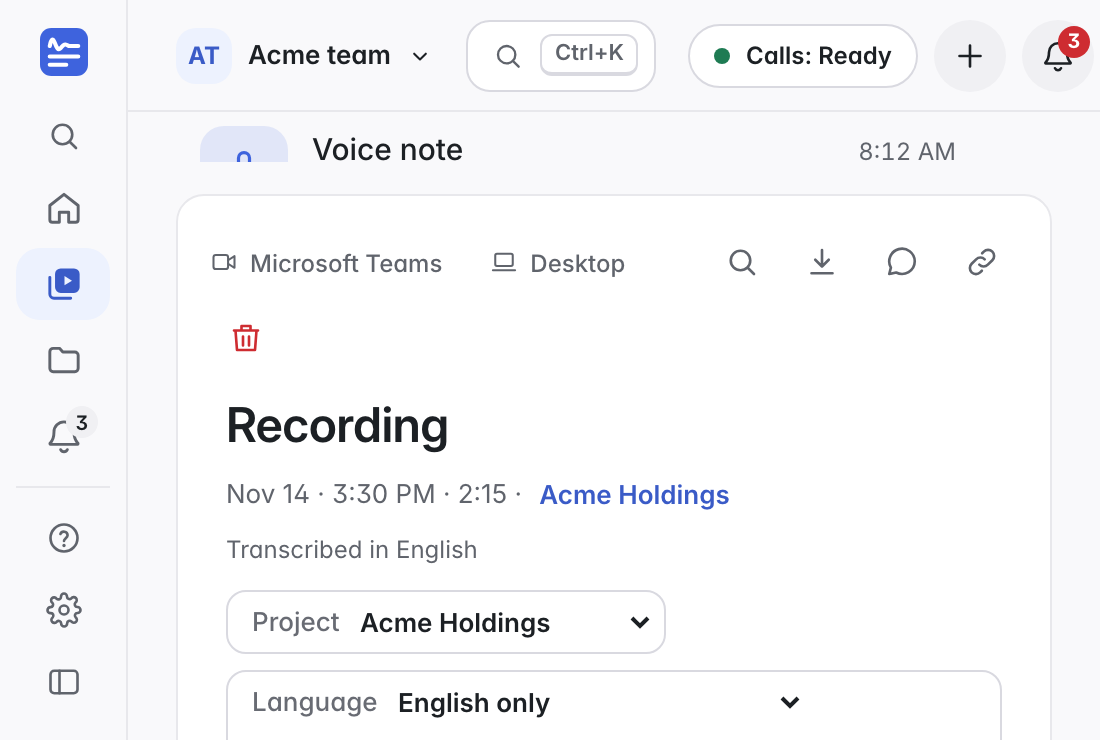 AT Acme team Ctrl+K Calls: Ready 3
Voice note 8:12 AM
Microsoft Teams Desktop
3
Recording
Nov 14 · 3:30 PM · 2:15 · Acme Holdings
Transcribed in English
Project Acme Holdings
Language English only